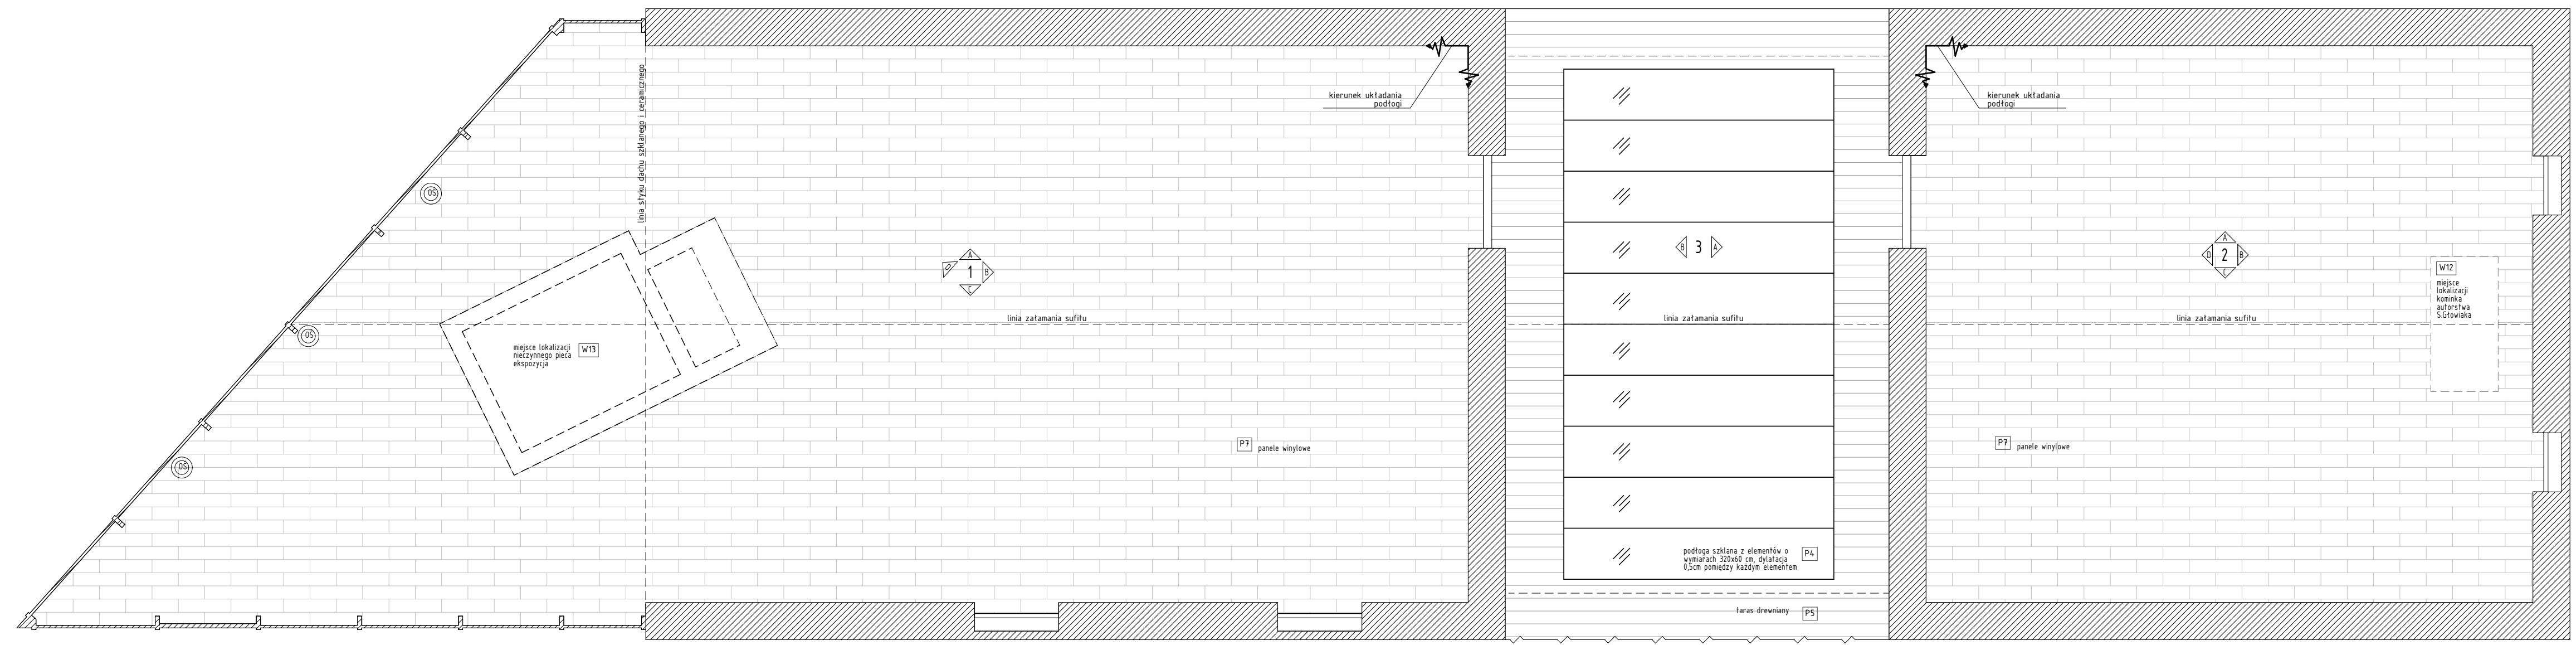 linia styku dachu szklanego i ceramicznego
kierunek układania
podłogi
kierunek układania
podłogi
OŚ
OŚ
OŚ
A
1
B
C
D
B
3
A
A
D
2
B
C
W12
miejsce
lokalizacji
kominka
autorstwa
S.Głowiaka
linia załamania sufitu
linia załamania sufitu
linia załamania sufitu
miejsce lokalizacji
nieczynnego pieca
ekspozycja
W13
P7
panele winylowe
P7
panele winylowe
podłoga szklana z elementów o
wymiarach 320x60 cm, dylatacja
0,5cm pomiędzy każdym elementem
P4
taras drewniany
P5